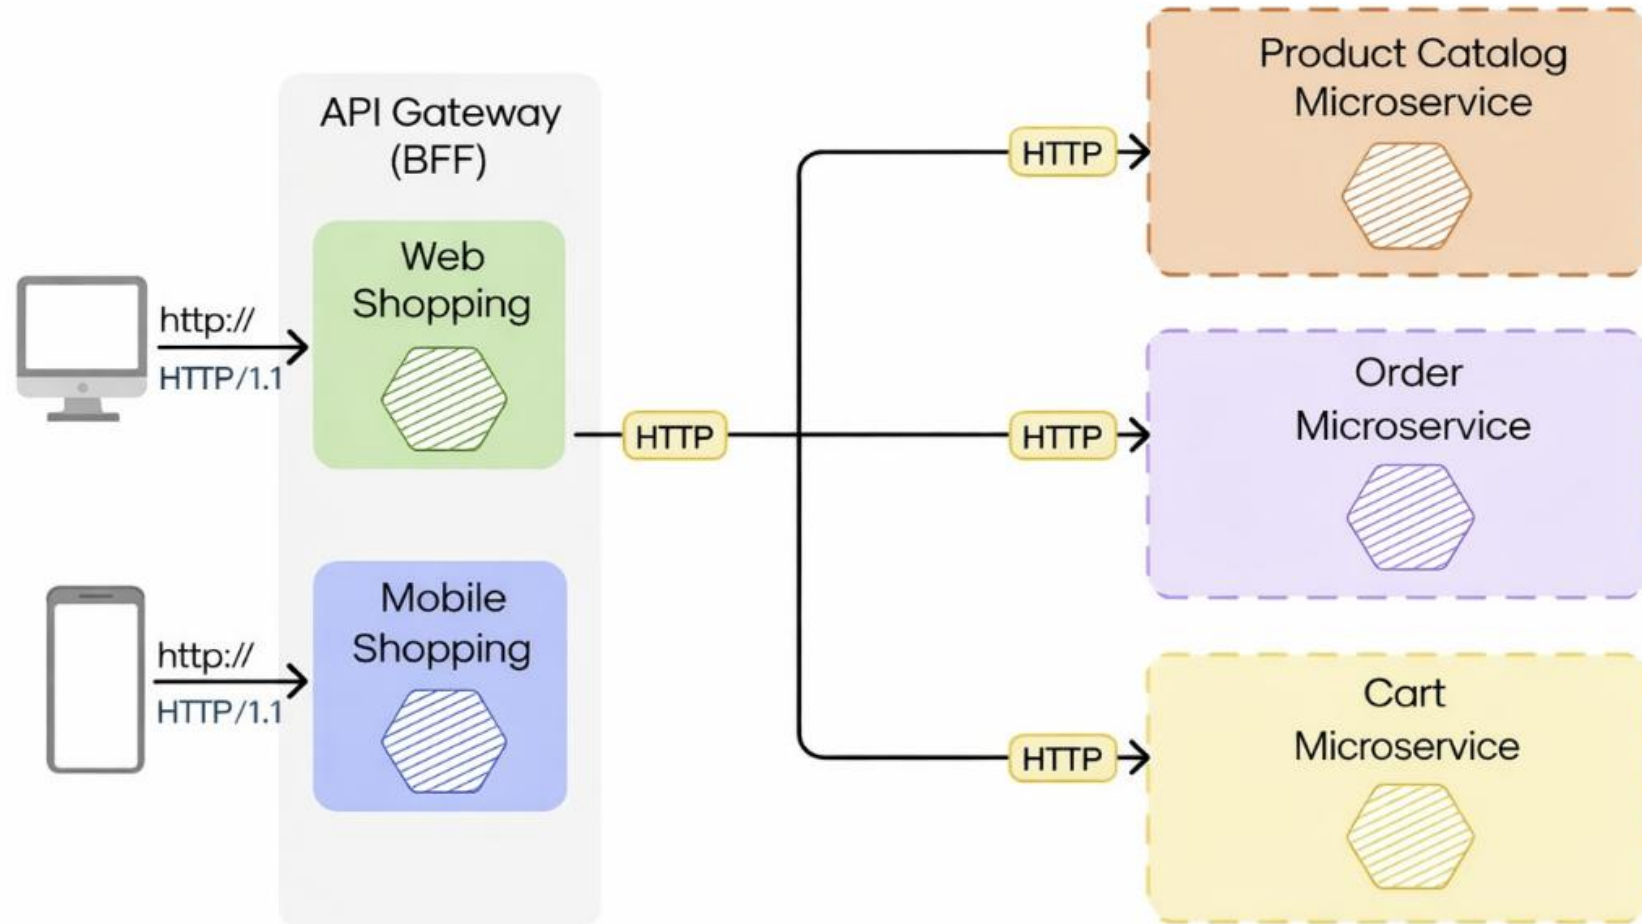 API Gateway
(BFF)
Web
Shopping
http://
HTTP/1.1
Mobile
Shopping
http://
HTTP/1.1
HTTP
HTTP
HTTP
HTTP
Product Catalog
Microservice
Order
Microservice
Cart
Microservice